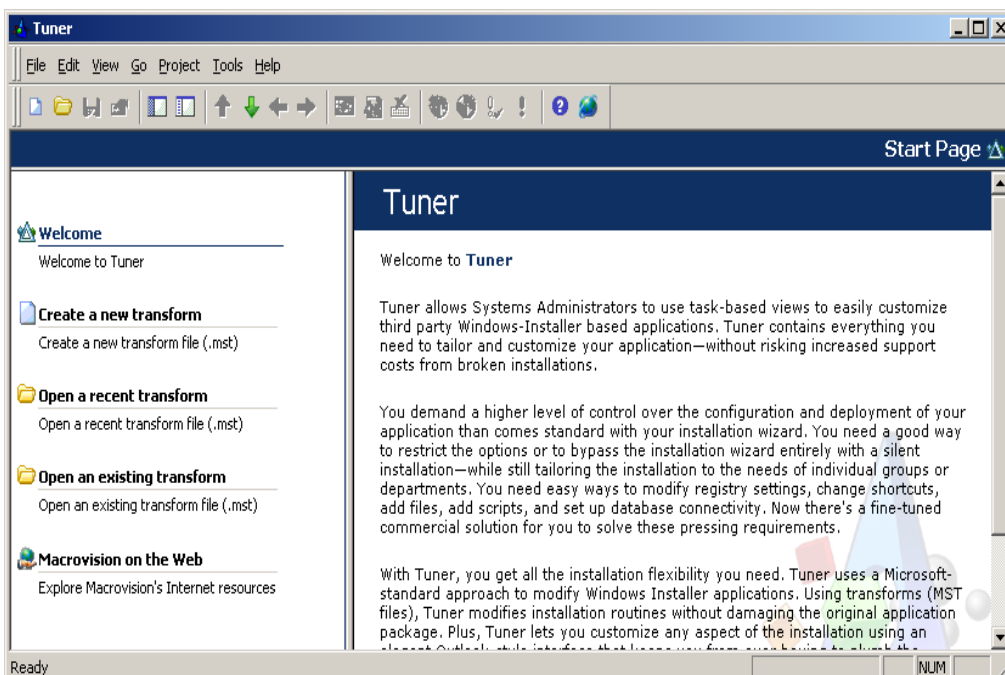 Tuner
File Edit View Go Project Tools Help
Start Page
Welcome
Welcome to Tuner
Create a new transform
Create a new transform file (.mst)
Open a recent transform
Open a recent transform file (.mst)
Open an existing transform
Open an existing transform file (.mst)
Macrovision on the Web
Explore Macrovision's Internet resources
Tuner
Welcome to Tuner
Tuner allows Systems Administrators to use task-based views to easily customize
third party Windows-Installer based applications. Tuner contains everything you
need to tailor and customize your application—without risking increased support
costs from broken installations.
You demand a higher level of control over the configuration and deployment of your
application than comes standard with your installation wizard. You need a good way
to restrict the options or to bypass the installation wizard entirely with a silent
installation—while still tailoring the installation to the needs of individual groups or
departments. You need easy ways to modify registry settings, change shortcuts,
add files, add scripts, and set up database connectivity. Now there's a fine-tuned
commercial solution for you to solve these pressing requirements.
With Tuner, you get all the installation flexibility you need. Tuner uses a Microsoft-
standard approach to modify Windows Installer applications. Using transforms (MST
files), Tuner modifies installation routines without damaging the original application
package. Plus, Tuner lets you customize any aspect of the installation using an
Ready
NUM